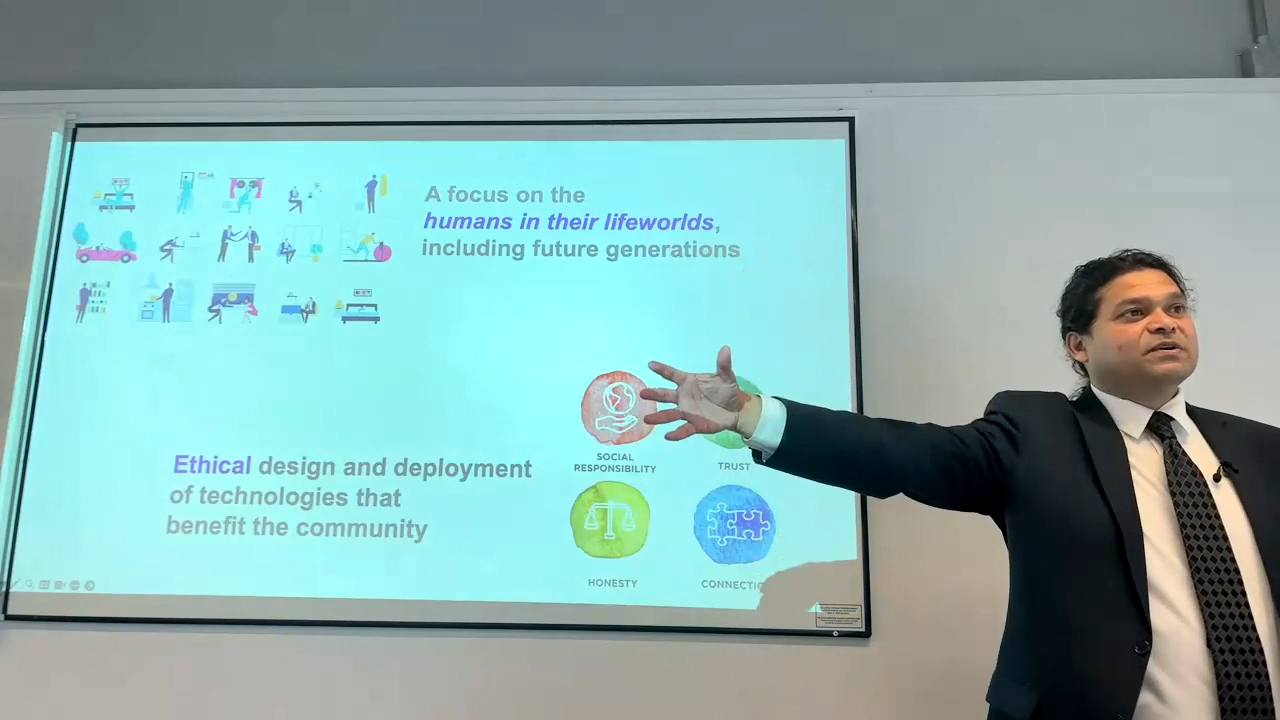 A focus on the
humans in their lifeworlds,
including future generations
Ethical design and deployment
of technologies that
benefit the community
SOCIAL
RESPONSIBILITY
TRUST
HONESTY